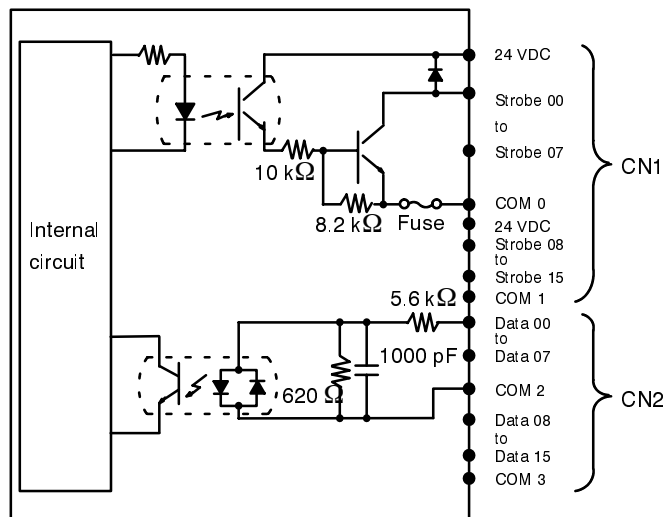 24 VDC
Strobe 00
to
Strobe 07
CN1
10 kΩ
COM 0
8.2 kΩ
Fuse
24 VDC
Internal
circuit
Strobe 08
to
Strobe 15
5.6 kΩ
COM 1
Data 00
to
1000 pF
Data 07
620 Ω
COM 2
CN2
Data 08
to
Data 15
COM 3